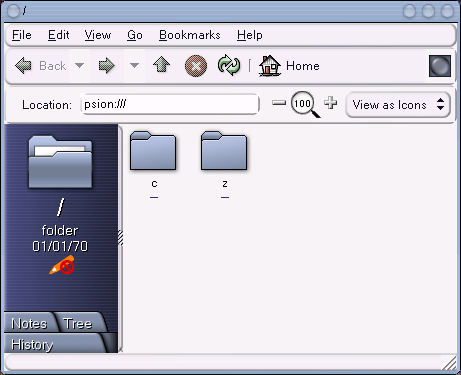 /
File Edit View Go Bookmarks Help
Back Home
Location: psion:/// 100 View as Icons
c z
— —
/
folder
01/01/70
Notes Tree
History